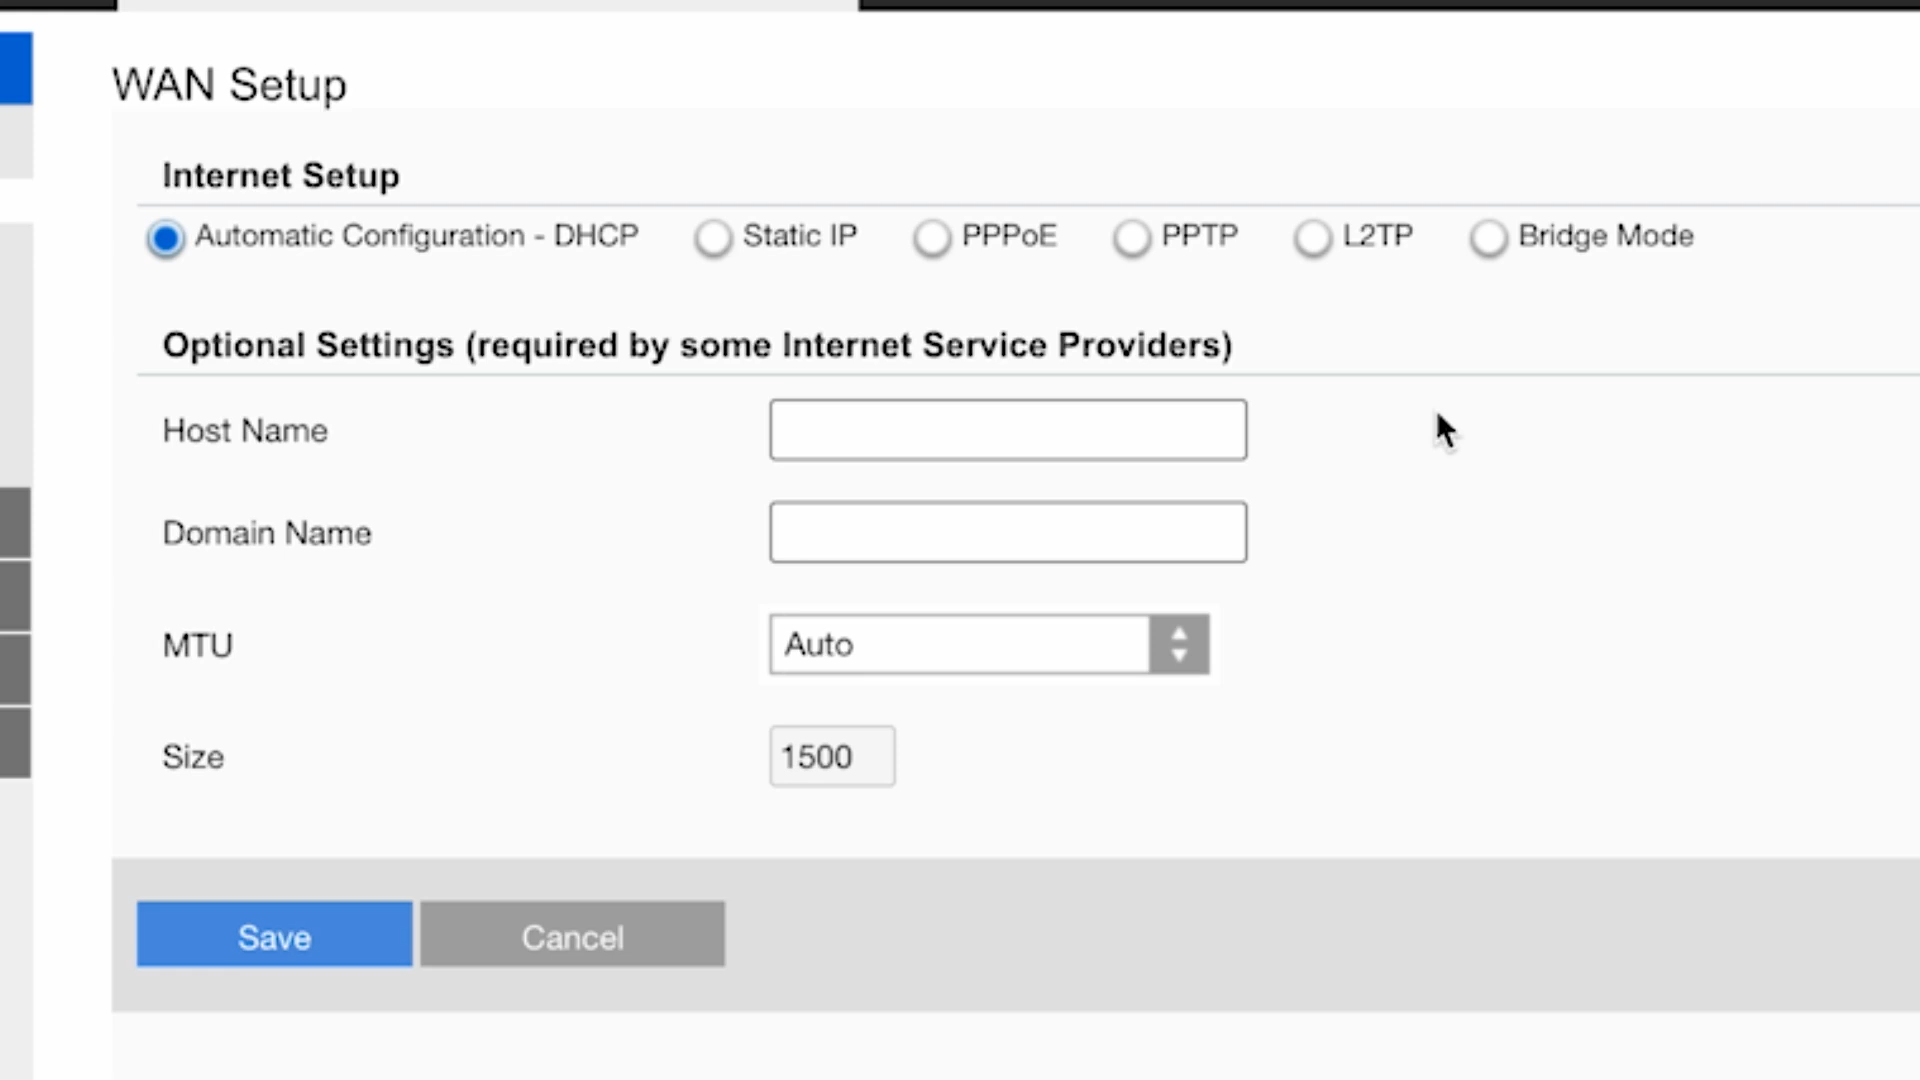 WAN Setup
Internet Setup
Automatic Configuration - DHCP Static IP PPPoE PPTP L2TP Bridge Mode
Optional Settings (required by some Internet Service Providers)
Host Name
Domain Name
MTU Auto
Size 1500
Save Cancel